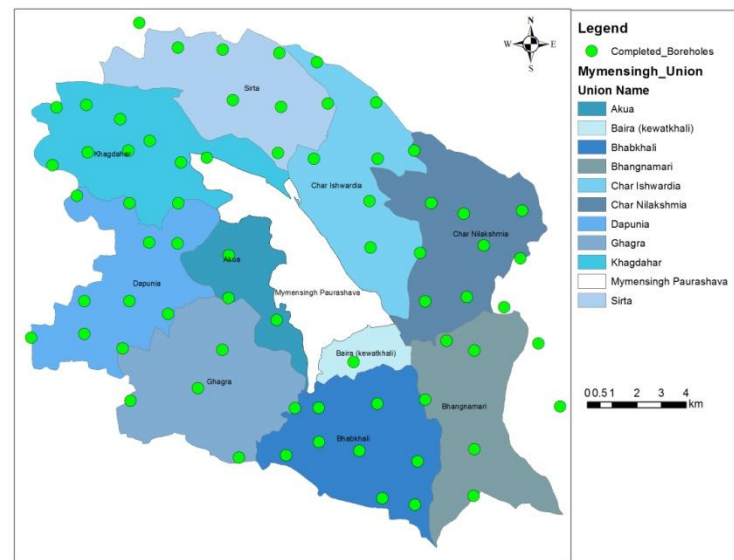 N
W
E
S
Sirta
Khagdahar
Char Ishwardia
Char Nilakshmia
Akua
Dapunia
Mymensingh Paurashava
Baira (kewatkhali)
Ghagra
Bhangnamari
Bhabkhali
Legend
Completed_Boreholes
Mymensingh_Union
Union Name
Akua
Baira (kewatkhali)
Bhabkhali
Bhangnamari
Char Ishwardia
Char Nilakshmia
Dapunia
Ghagra
Khagdahar
Mymensingh Paurashava
Sirta
0 0.5 1 2 3 4
km